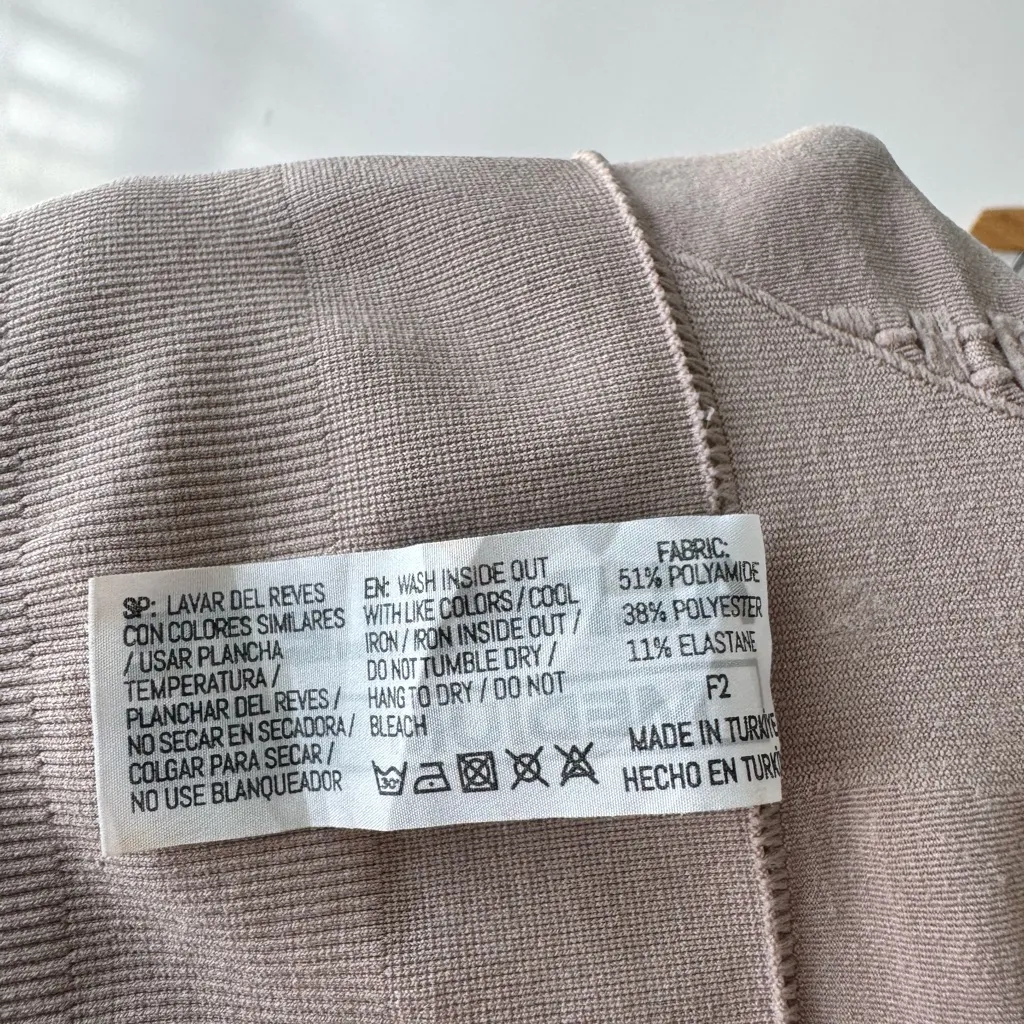 SP: LAVAR DEL REVES
CON COLORES SIMILARES
/ USAR PLANCHA
TEMPERATURA /
PLANCHAR DEL REVES /
NO SECAR EN SECADORA/
COLGAR PARA SECAR /
NO USE BLANQUEADOR
EN: WASH INSIDE OUT
WITH LIKE COLORS / COOL
IRON / IRON INSIDE OUT /
DO NOT TUMBLE DRY /
HANG TO DRY / DO NOT
BLEACH
30°
FABRIC:
51% POLYAMIDE
38% POLYESTER
11% ELASTANE
F2
MADE IN TURKIYE
HECHO EN